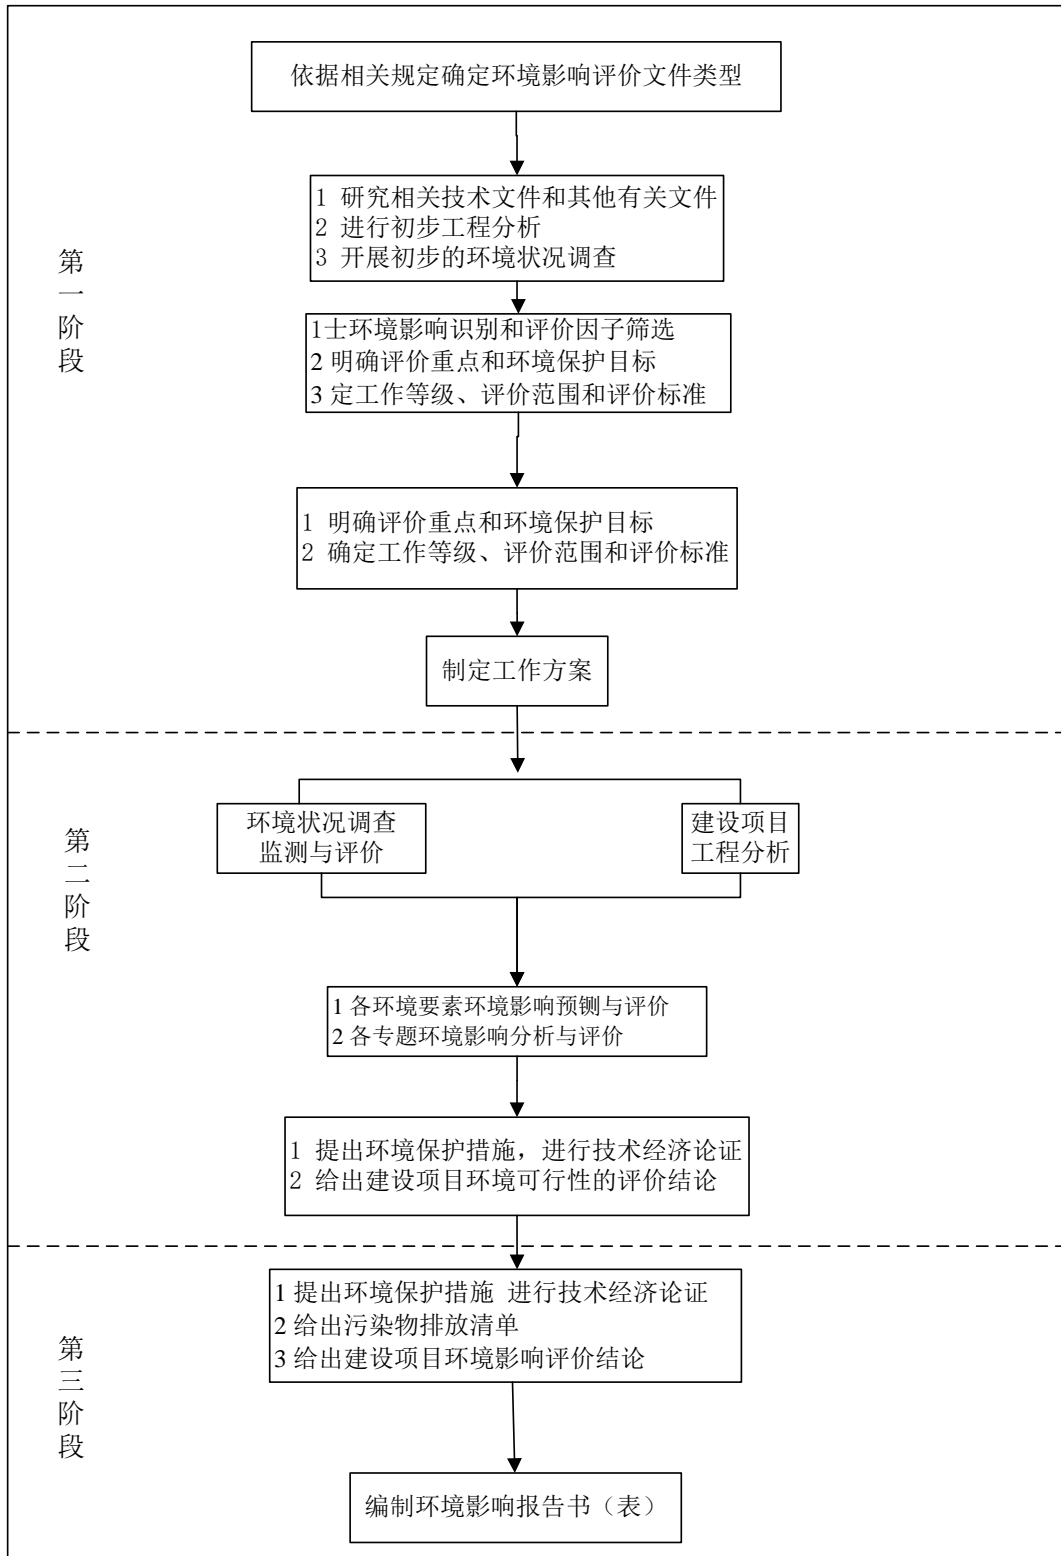 依据相关规定确定环境影响评价文件类型
第一阶段
1 研究相关技术文件和其他有关文件
2 进行初步工程分析
3 开展初步的环境状况调查
1士环境影响识别和评价因子筛选
2 明确评价重点和环境保护目标
3 定工作等级、评价范围和评价标准
1 明确评价重点和环境保护目标
2 确定工作等级、评价范围和评价标准
制定工作方案
第二阶段
环境状况调查
监测与评价
建设项目
工程分析
1 各环境要素环境影响预铡与评价
2 各专题环境影响分析与评价
1 提出环境保护措施，进行技术经济论证
2 给出建设项目环境可行性的评价结论
第三阶段
1 提出环境保护措施 进行技术经济论证
2 给出污染物排放清单
3 给出建设项目环境影响评价结论
编制环境影响报告书（表）